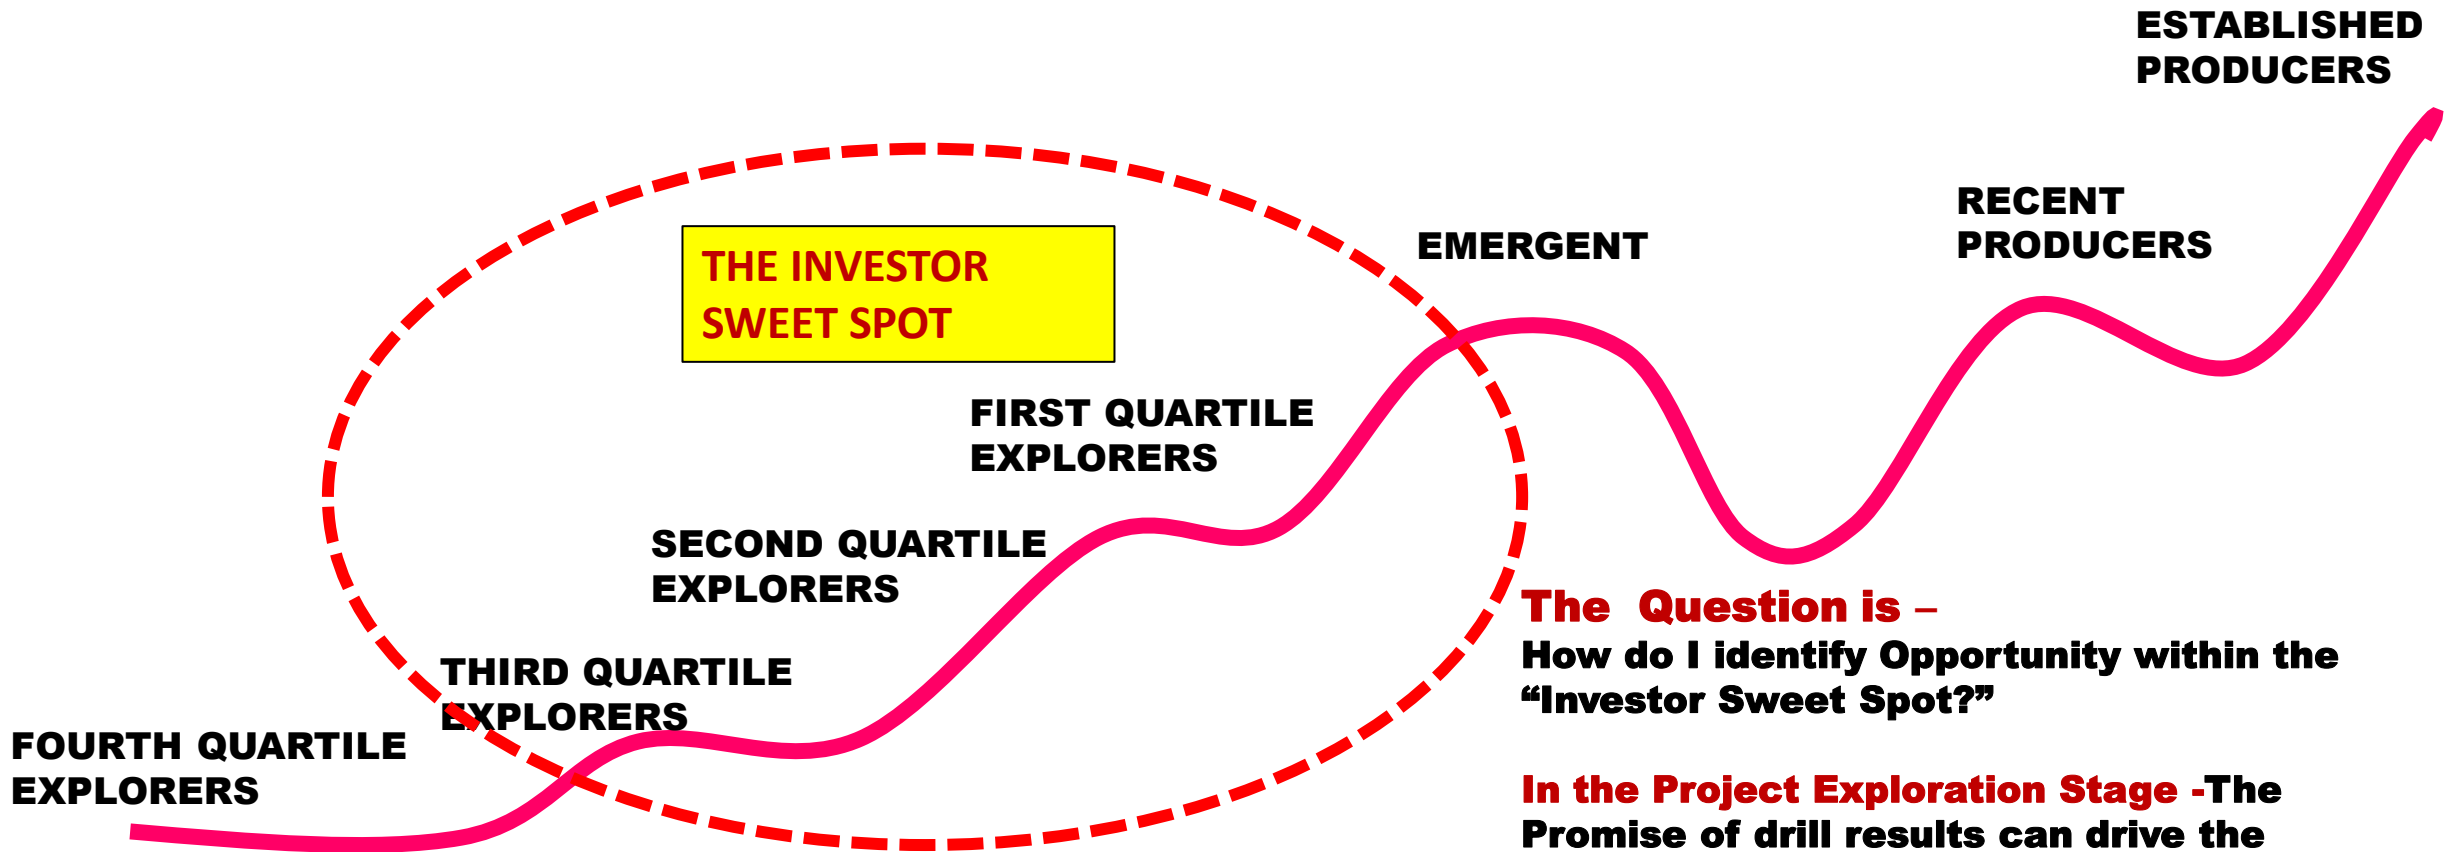 ESTABLISHED
PRODUCERS
RECENT
PRODUCERS
EMERGENT
THE INVESTOR
SWEET SPOT
FIRST QUARTILE
EXPLORERS
SECOND QUARTILE
EXPLORERS
THIRD QUARTILE
EXPLORERS
FOURTH QUARTILE
EXPLORERS
The Question is –
How do I identify Opportunity within the
“Investor Sweet Spot?”
In the Project Exploration Stage -The
Promise of drill results can drive the